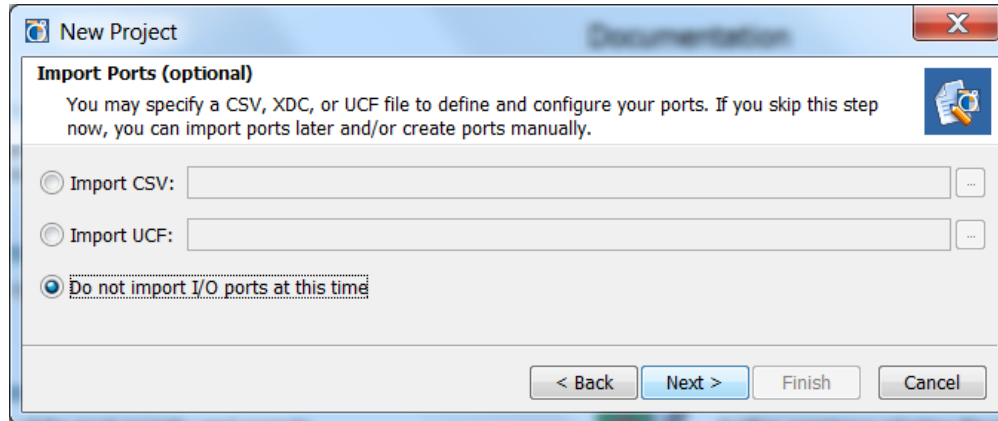 New Project
Documentation
X
Import Ports (optional)
You may specify a CSV, XDC, or UCF file to define and configure your ports. If you skip this step
now, you can import ports later and/or create ports manually.
Import CSV:
...
Import UCF:
...
Do not import I/O ports at this time
< Back Next > Finish Cancel